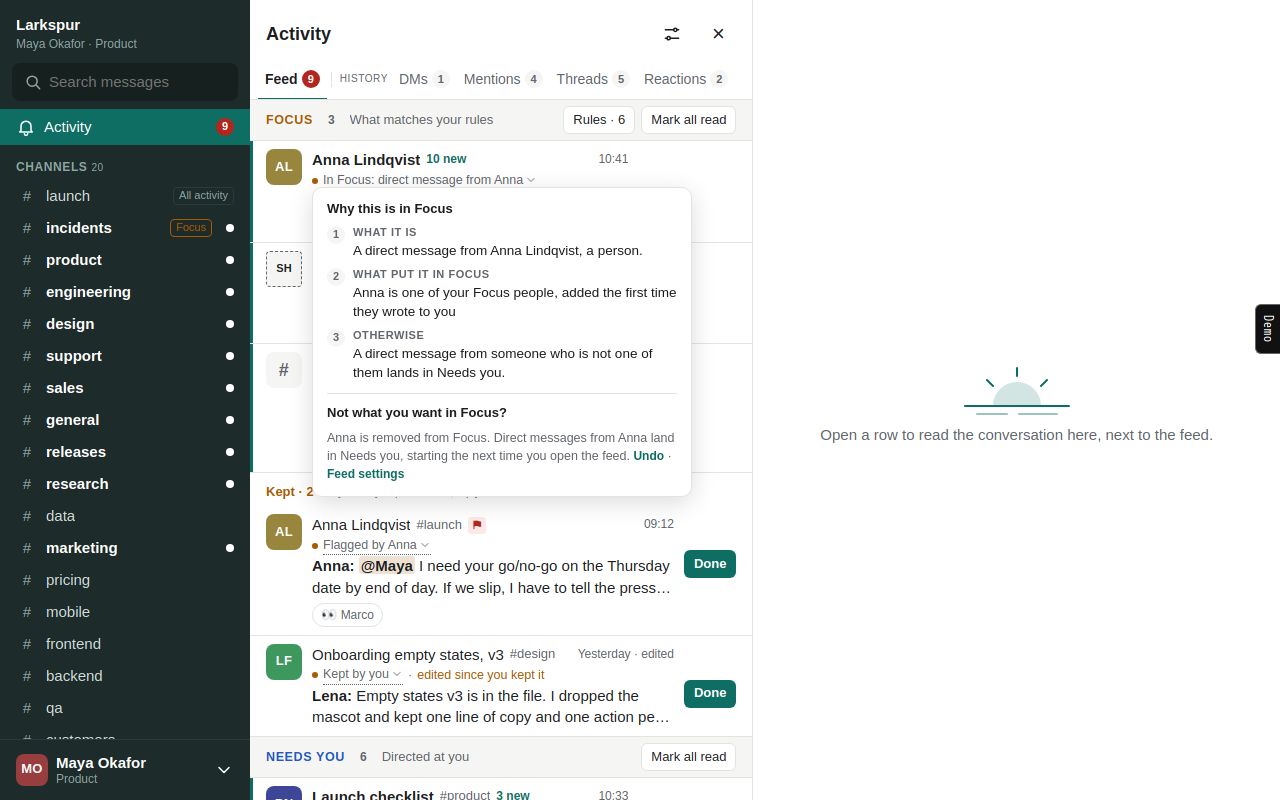 Larkspur
Maya Okafor · Product
Search messages
Activity
9
CHANNELS 20
# launch All activity
# incidents Focus
# product
# engineering
# design
# support
# sales
# general
# releases
# research
# data
# marketing
# pricing
# mobile
# frontend
# backend
# qa
# customers
MO
Maya Okafor
Product
Activity
Feed 9 HISTORY DMs 1 Mentions 4 Threads 5 Reactions 2
FOCUS 3 What matches your rules Rules · 6 Mark all read
AL Anna Lindqvist 10 new 10:41
In Focus: direct message from Anna
SH
#
Why this is in Focus
1 WHAT IT IS
A direct message from Anna Lindqvist, a person.
2 WHAT PUT IT IN FOCUS
Anna is one of your Focus people, added the first time
they wrote to you
3 OTHERWISE
A direct message from someone who is not one of
them lands in Needs you.
Not what you want in Focus?
Anna is removed from Focus. Direct messages from Anna land
in Needs you, starting the next time you open the feed. Undo ·
Feed settings
Kept · 2
AL Anna Lindqvist #launch 09:12
Flagged by Anna
Anna: @Maya I need your go/no-go on the Thursday
date by end of day. If we slip, I have to tell the press…
Done
👀 Marco
LF Onboarding empty states, v3 #design Yesterday · edited
Kept by you · edited since you kept it
Lena: Empty states v3 is in the file. I dropped the
mascot and kept one line of copy and one action pe…
Done
NEEDS YOU 6 Directed at you Mark all read
Launch checklist #product 3 new 10:33
Open a row to read the conversation here, next to the feed.
Demo